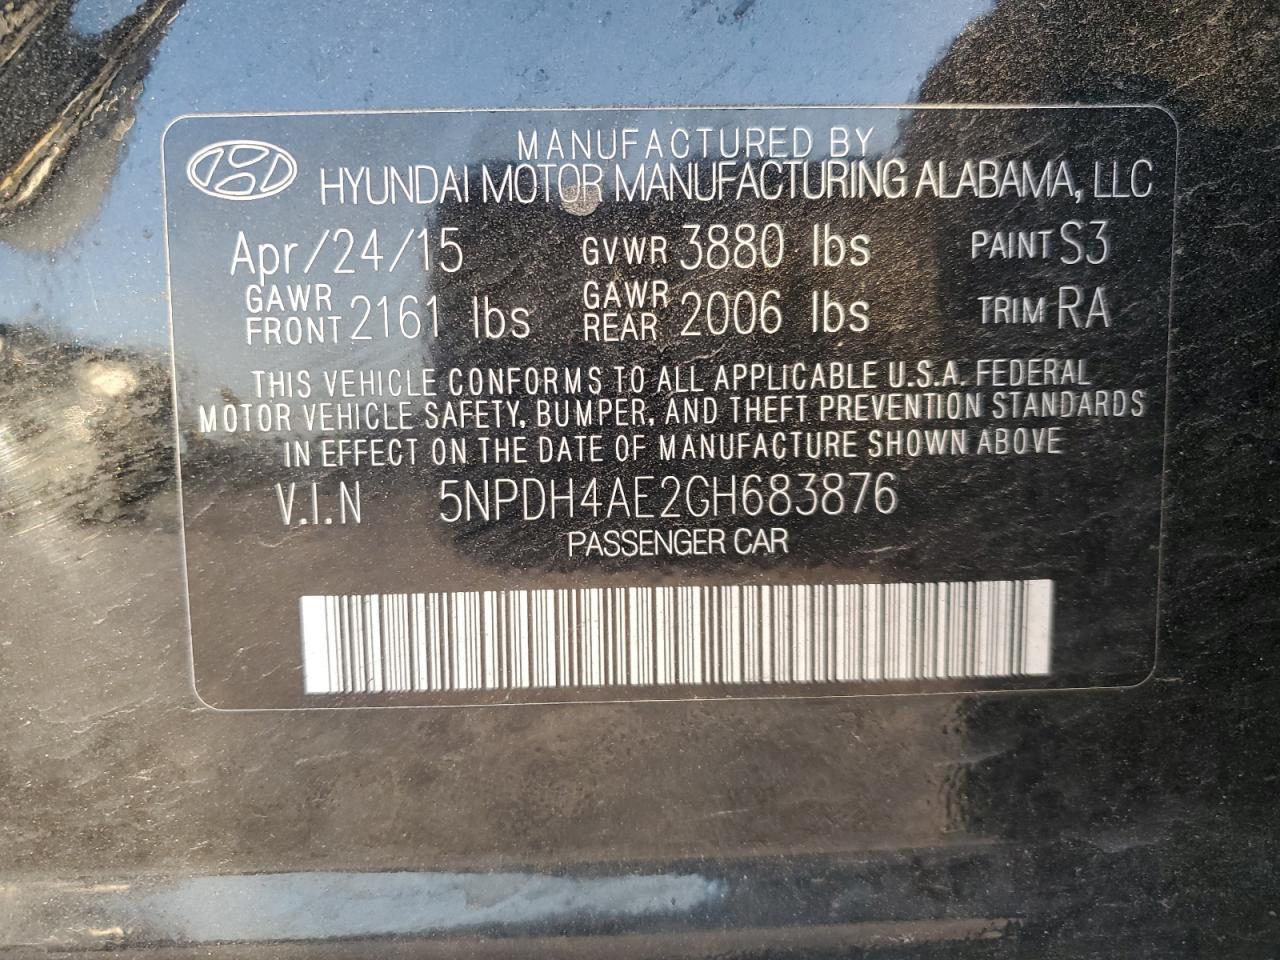 MANUFACTURED BY
HYUNDAI MOTOR MANUFACTURING ALABAMA, LLC
Apr/24/15 GVWR 3880 lbs PAINT S3
GAWR FRONT 2161 lbs GAWR REAR 2006 lbs TRIM RA
THIS VEHICLE CONFORMS TO ALL APPLICABLE U.S.A. FEDERAL
MOTOR VEHICLE SAFETY, BUMPER, AND THEFT PREVENTION STANDARDS
IN EFFECT ON THE DATE OF MANUFACTURE SHOWN ABOVE
V.I.N 5NPDH4AE2GH683876
PASSENGER CAR